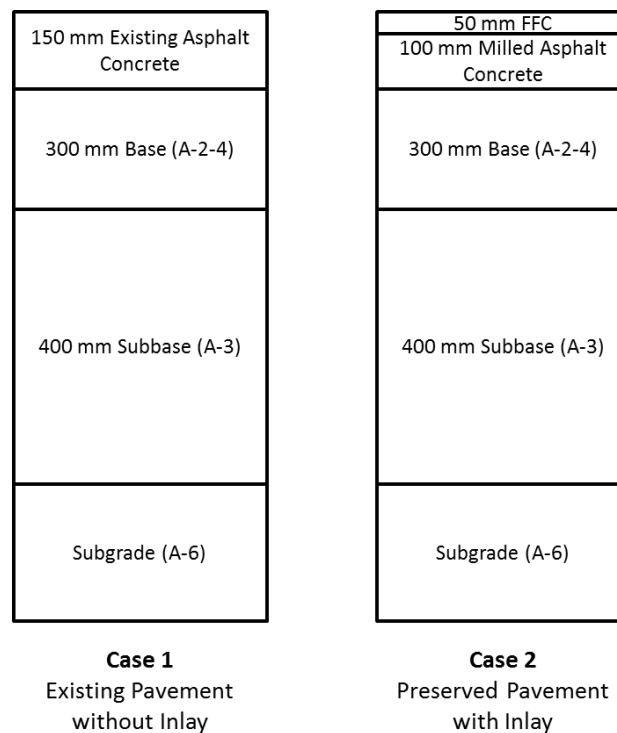 150 mm Existing Asphalt
Concrete
300 mm Base (A-2-4)
400 mm Subbase (A-3)
Subgrade (A-6)
Case 1
Existing Pavement
without Inlay
50 mm FFC
100 mm Milled Asphalt
Concrete
300 mm Base (A-2-4)
400 mm Subbase (A-3)
Subgrade (A-6)
Case 2
Preserved Pavement
with Inlay